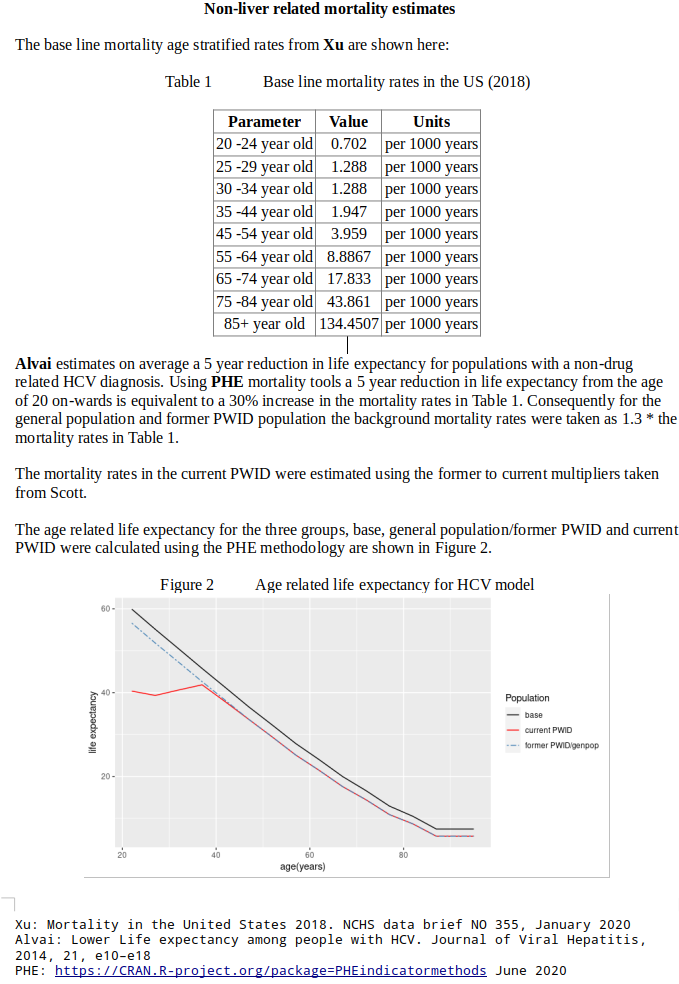 Non-liver related mortality estimates
The base line mortality age stratified rates from Xu are shown here:
Table 1 Base line mortality rates in the US (2018)
Parameter Value Units
20 -24 year old 0.702 per 1000 years
25 -29 year old 1.288 per 1000 years
30 -34 year old 1.288 per 1000 years
35 -44 year old 1.947 per 1000 years
45 -54 year old 3.959 per 1000 years
55 -64 year old 8.8867 per 1000 years
65 -74 year old 17.833 per 1000 years
75 -84 year old 43.861 per 1000 years
85+ year old 134.4507 per 1000 years
Alvai estimates on average a 5 year reduction in life expectancy for populations with a non-drug
related HCV diagnosis. Using PHE mortality tools a 5 year reduction in life expectancy from the age
of 20 on-wards is equivalent to a 30% increase in the mortality rates in Table 1. Consequently for the
general population and former PWID population the background mortality rates were taken as 1.3 * the
mortality rates in Table 1.
The mortality rates in the current PWID were estimated using the former to current multipliers taken
from Scott.
The age related life expectancy for the three groups, base, general population/former PWID and current
PWID were calculated using the PHE methodology are shown in Figure 2.
Figure 2 Age related life expectancy for HCV model
60
40
20
life expectancy
20 40 60 80
age(years)
Population
base
current PWID
former PWID/genpop
Xu: Mortality in the United States 2018. NCHS data brief NO 355, January 2020
Alvai: Lower Life expectancy among people with HCV. Journal of Viral Hepatitis,
2014, 21, e10–e18
PHE: https://CRAN.R-project.org/package=PHEindicatormethods June 2020